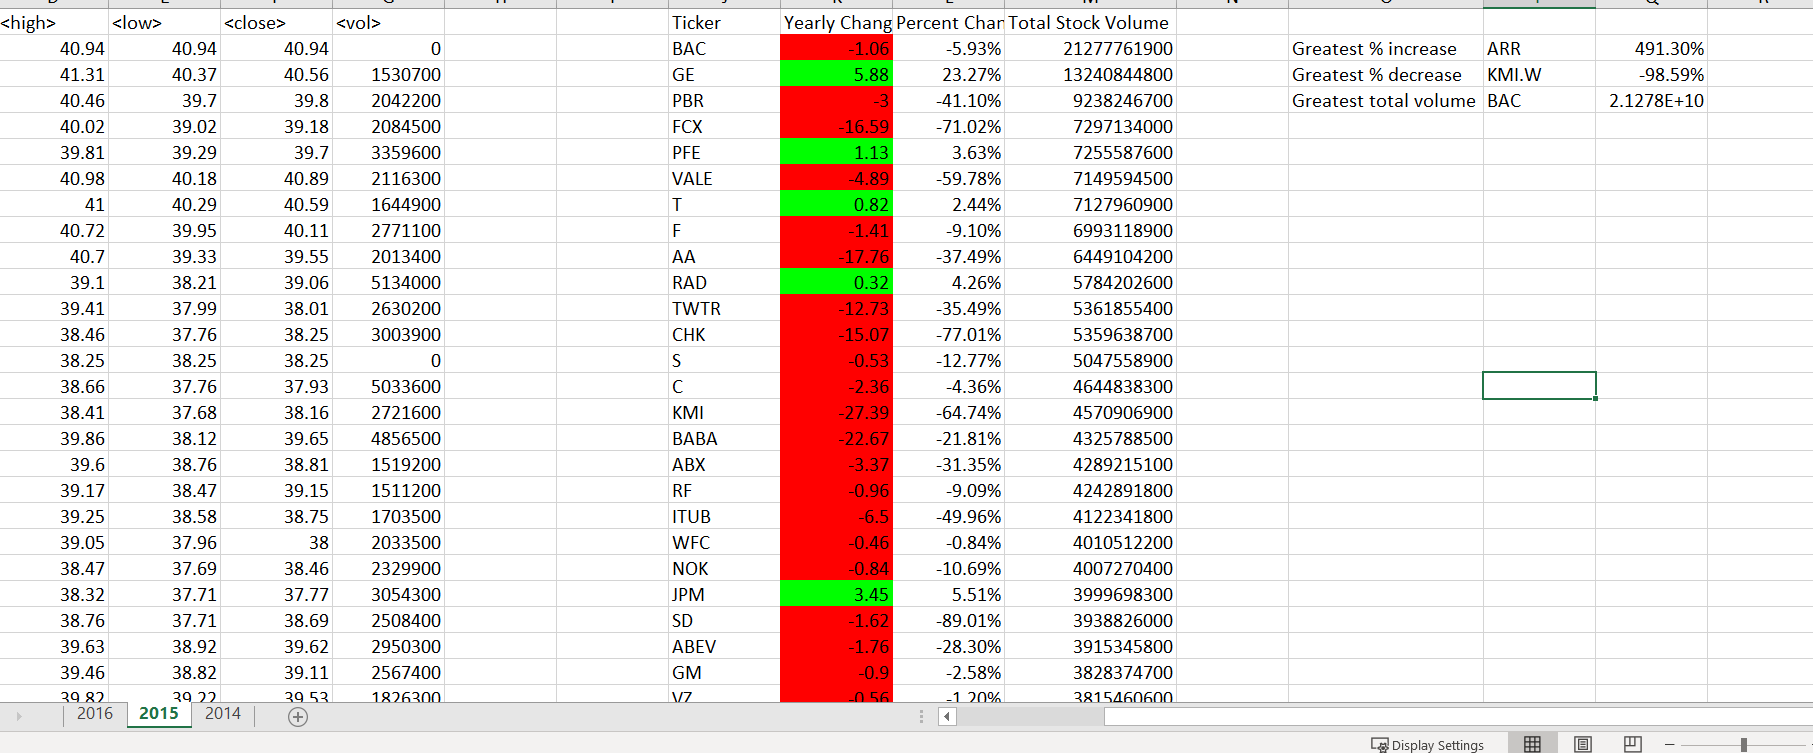 <high> <low> <close> <vol> Ticker Yearly Chang Percent Chan Total Stock Volume
40.94 40.94 40.94 0 BAC -1.06 -5.93% 21277761900 Greatest % increase ARR 491.30%
41.31 40.37 40.56 1530700 GE 5.88 23.27% 13240844800 Greatest % decrease KMI.W -98.59%
40.46 39.7 39.8 2042200 PBR -3 -41.10% 9238246700 Greatest total volume BAC 2.1278E+10
40.02 39.02 39.18 2084500 FCX -16.59 -71.02% 7297134000
39.81 39.29 39.7 3359600 PFE 1.13 3.63% 7255587600
40.98 40.18 40.89 2116300 VALE -4.89 -59.78% 7149594500
41 40.29 40.59 1644900 T 0.82 2.44% 7127960900
40.72 39.95 40.11 2771100 F -1.41 -9.10% 6993118900
40.7 39.33 39.55 2013400 AA -17.76 -37.49% 6449104200
39.1 38.21 39.06 5134000 RAD 0.32 4.26% 5784202600
39.41 37.99 38.01 2630200 TWTR -12.73 -35.49% 5361855400
38.46 37.76 38.25 3003900 CHK -15.07 -77.01% 5359638700
38.25 38.25 38.25 0 S -0.53 -12.77% 5047558900
38.66 37.76 37.93 5033600 C -2.36 -4.36% 4644838300
38.41 37.68 38.16 2721600 KMI -27.39 -64.74% 4570906900
39.86 38.12 39.65 4856500 BABA -22.67 -21.81% 4325788500
39.6 38.76 38.81 1519200 ABX -3.37 -31.35% 4289215100
39.17 38.47 39.15 1511200 RF -0.96 -9.09% 4242891800
39.25 38.58 38.75 1703500 ITUB -6.5 -49.96% 4122341800
39.05 37.96 38 2033500 WFC -0.46 -0.84% 4010512200
38.47 37.69 38.46 2329900 NOK -0.84 -10.69% 4007270400
38.32 37.71 37.77 3054300 JPM 3.45 5.51% 3999698300
38.76 37.71 38.69 2508400 SD -1.62 -89.01% 3938826000
39.63 38.92 39.62 2950300 ABEV -1.76 -28.30% 3915345800
39.46 38.82 39.11 2567400 GM -0.9 -2.58% 3828374700
39.82 39.22 39.53 1826300 VZ -0.56 -1.20% 3815460600
2016 2015 2014
Display Settings